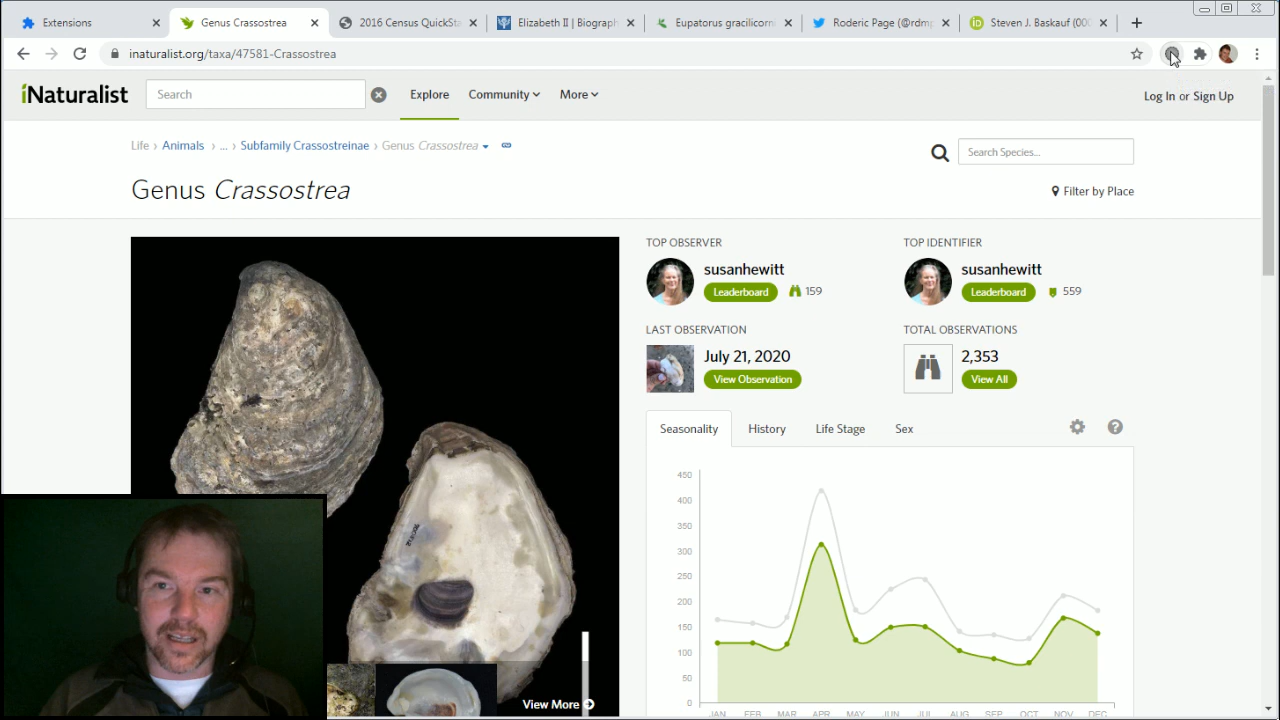 Extensions
Genus Crassostrea
2016 Census QuickSt
Elizabeth II | Biograph
Eupatorus gracilicorni
Roderic Page (@rdmp
Steven J. Baskauf (00
inaturalist.org/taxa/47581-Crassostrea
iNaturalist
Search
Explore
Community
More
Log In or Sign Up
Life › Animals › ... › Subfamily Crassostreinae › Genus Crassostrea
Search Species...
Genus Crassostrea
Filter by Place
TOP OBSERVER
susanhewitt
Leaderboard
159
TOP IDENTIFIER
susanhewitt
Leaderboard
559
LAST OBSERVATION
July 21, 2020
View Observation
TOTAL OBSERVATIONS
2,353
View All
Seasonality
History
Life Stage
Sex
450
400
350
300
250
200
150
100
50
0
JAN FEB MAR APR MAY JUN JUL AUG SEP OCT NOV DEC
View More